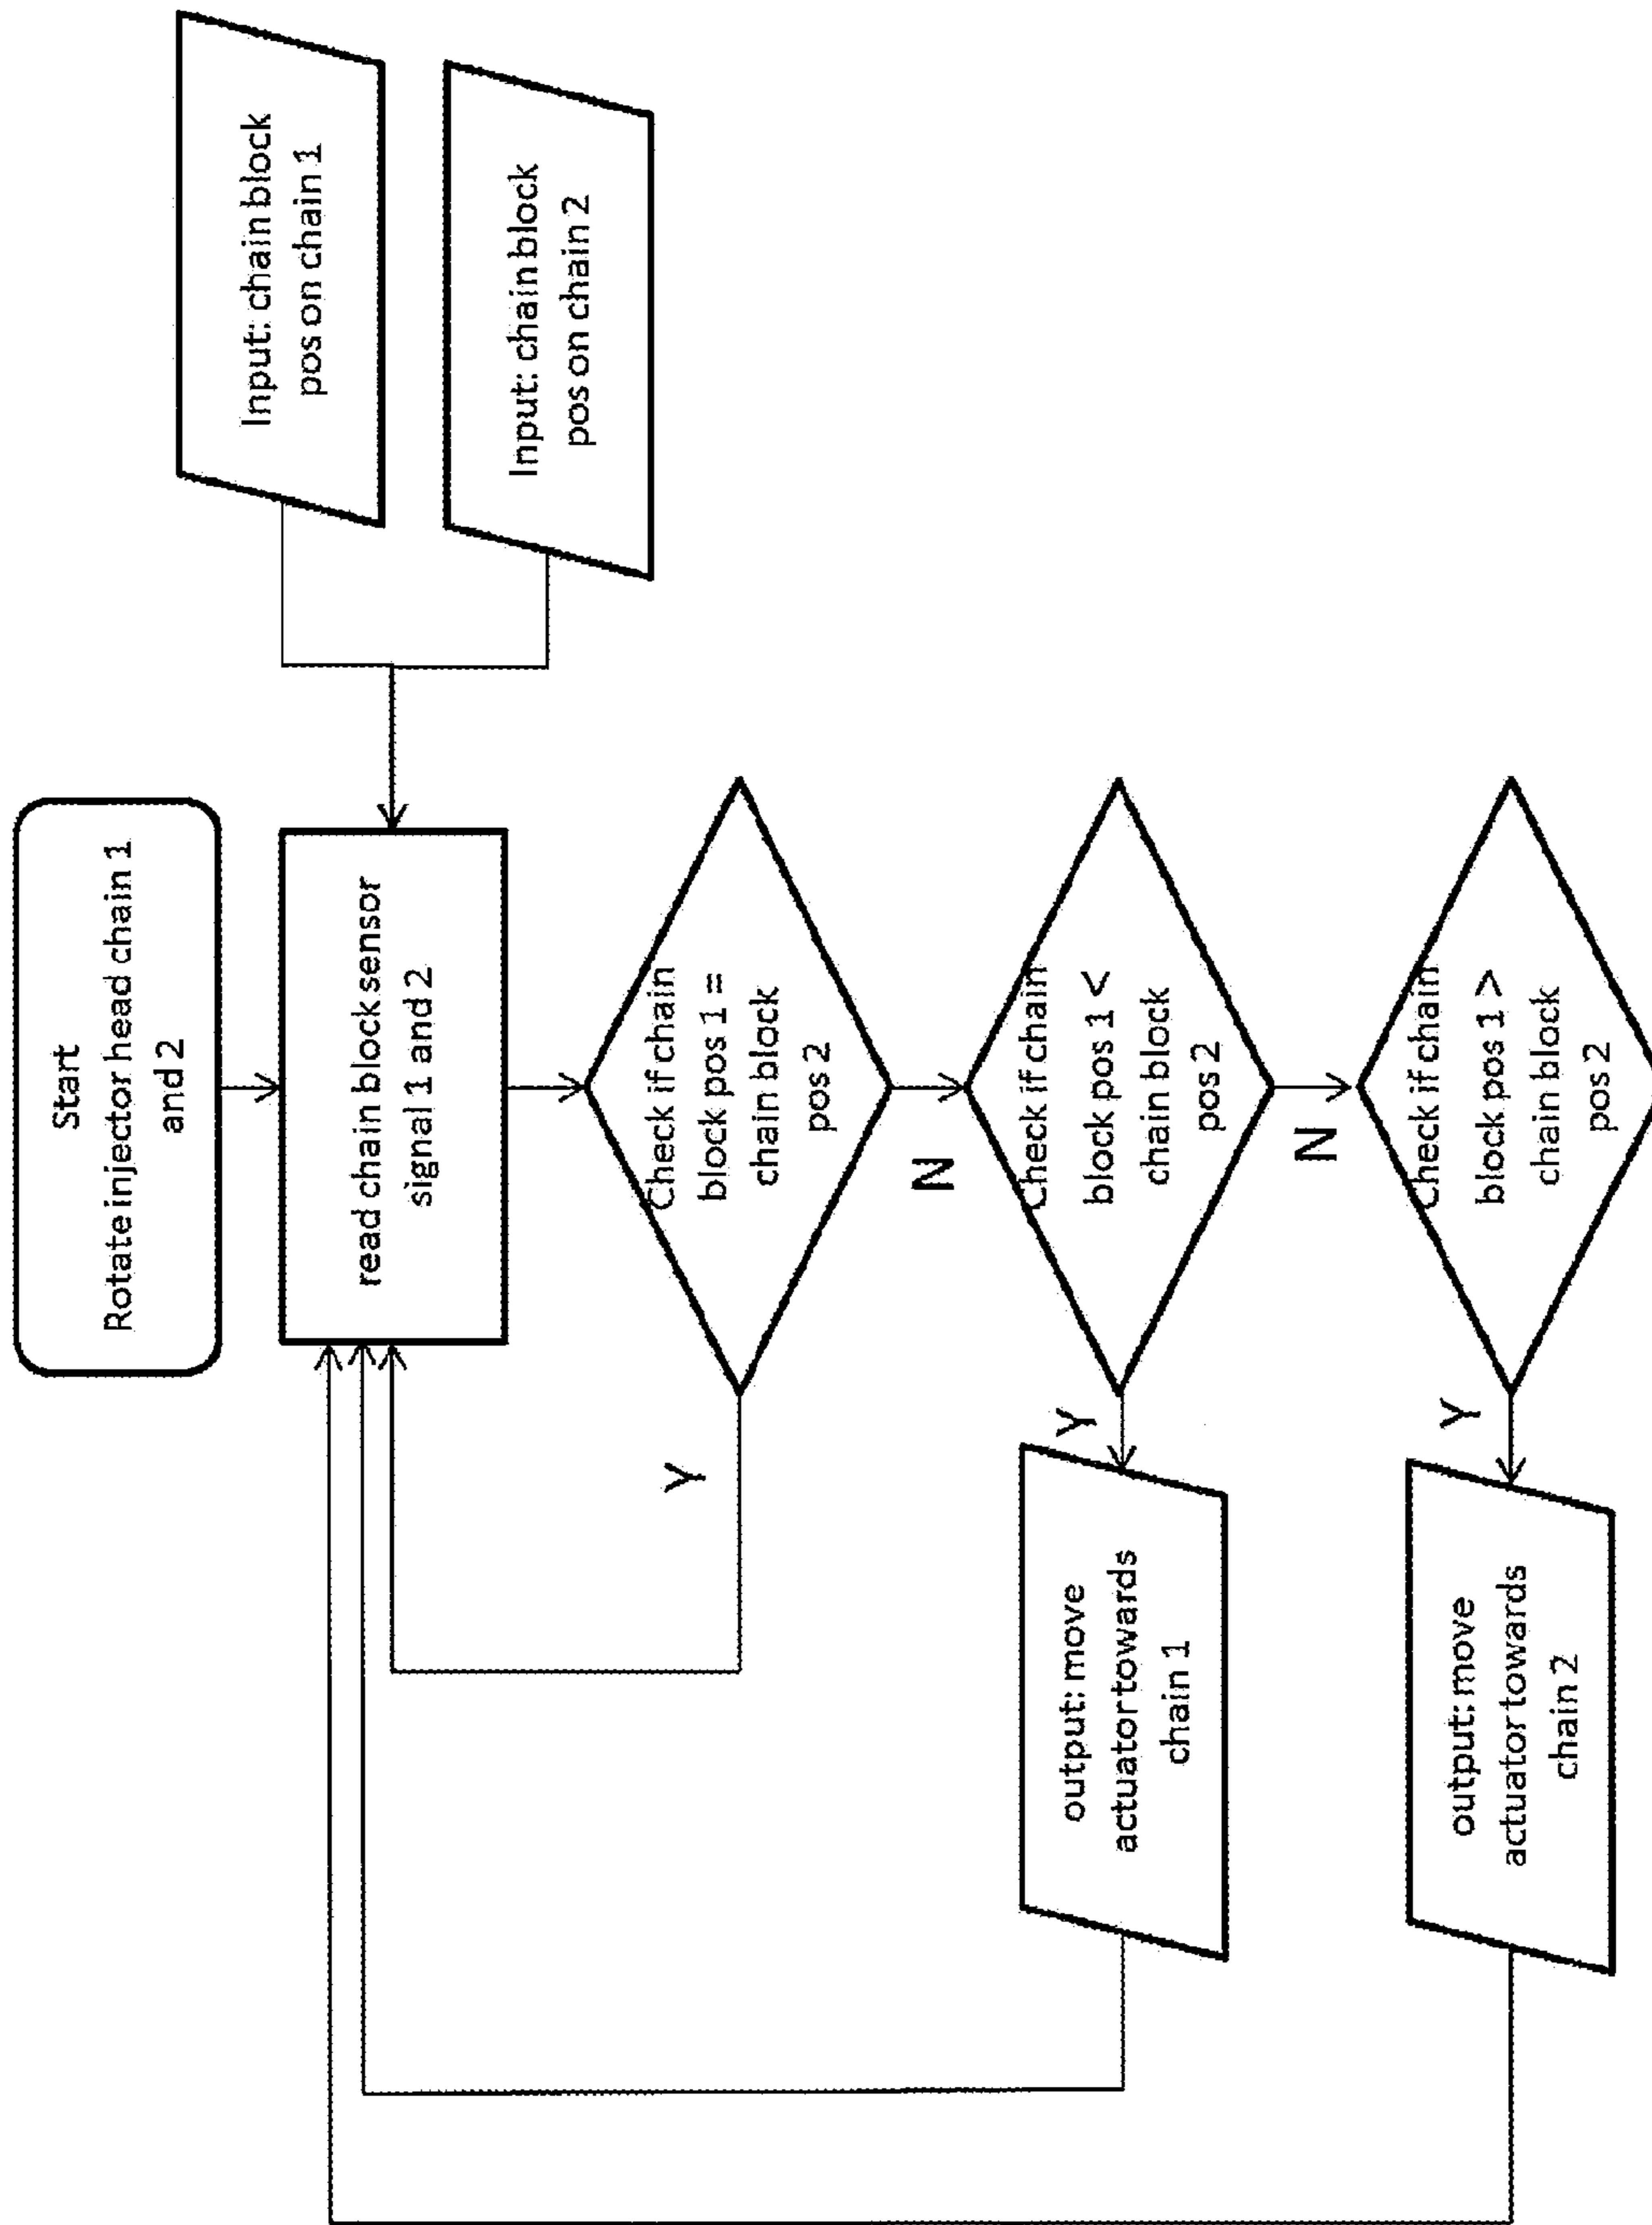 Start
Rotate injector head chain 1
and 2
Input: chain block
pos on chain 1
Input: chain block
pos on chain 2
read chain block sensor
signal 1 and 2
Check if chain
block pos 1 =
chain block
pos 2
Y
N
Check if chain
block pos 1 <
chain block
pos 2
Y
output: move
actuator towards
chain 1
N
Check if chain
block pos 1 >
chain block
pos 2
Y
output: move
actuator towards
chain 2